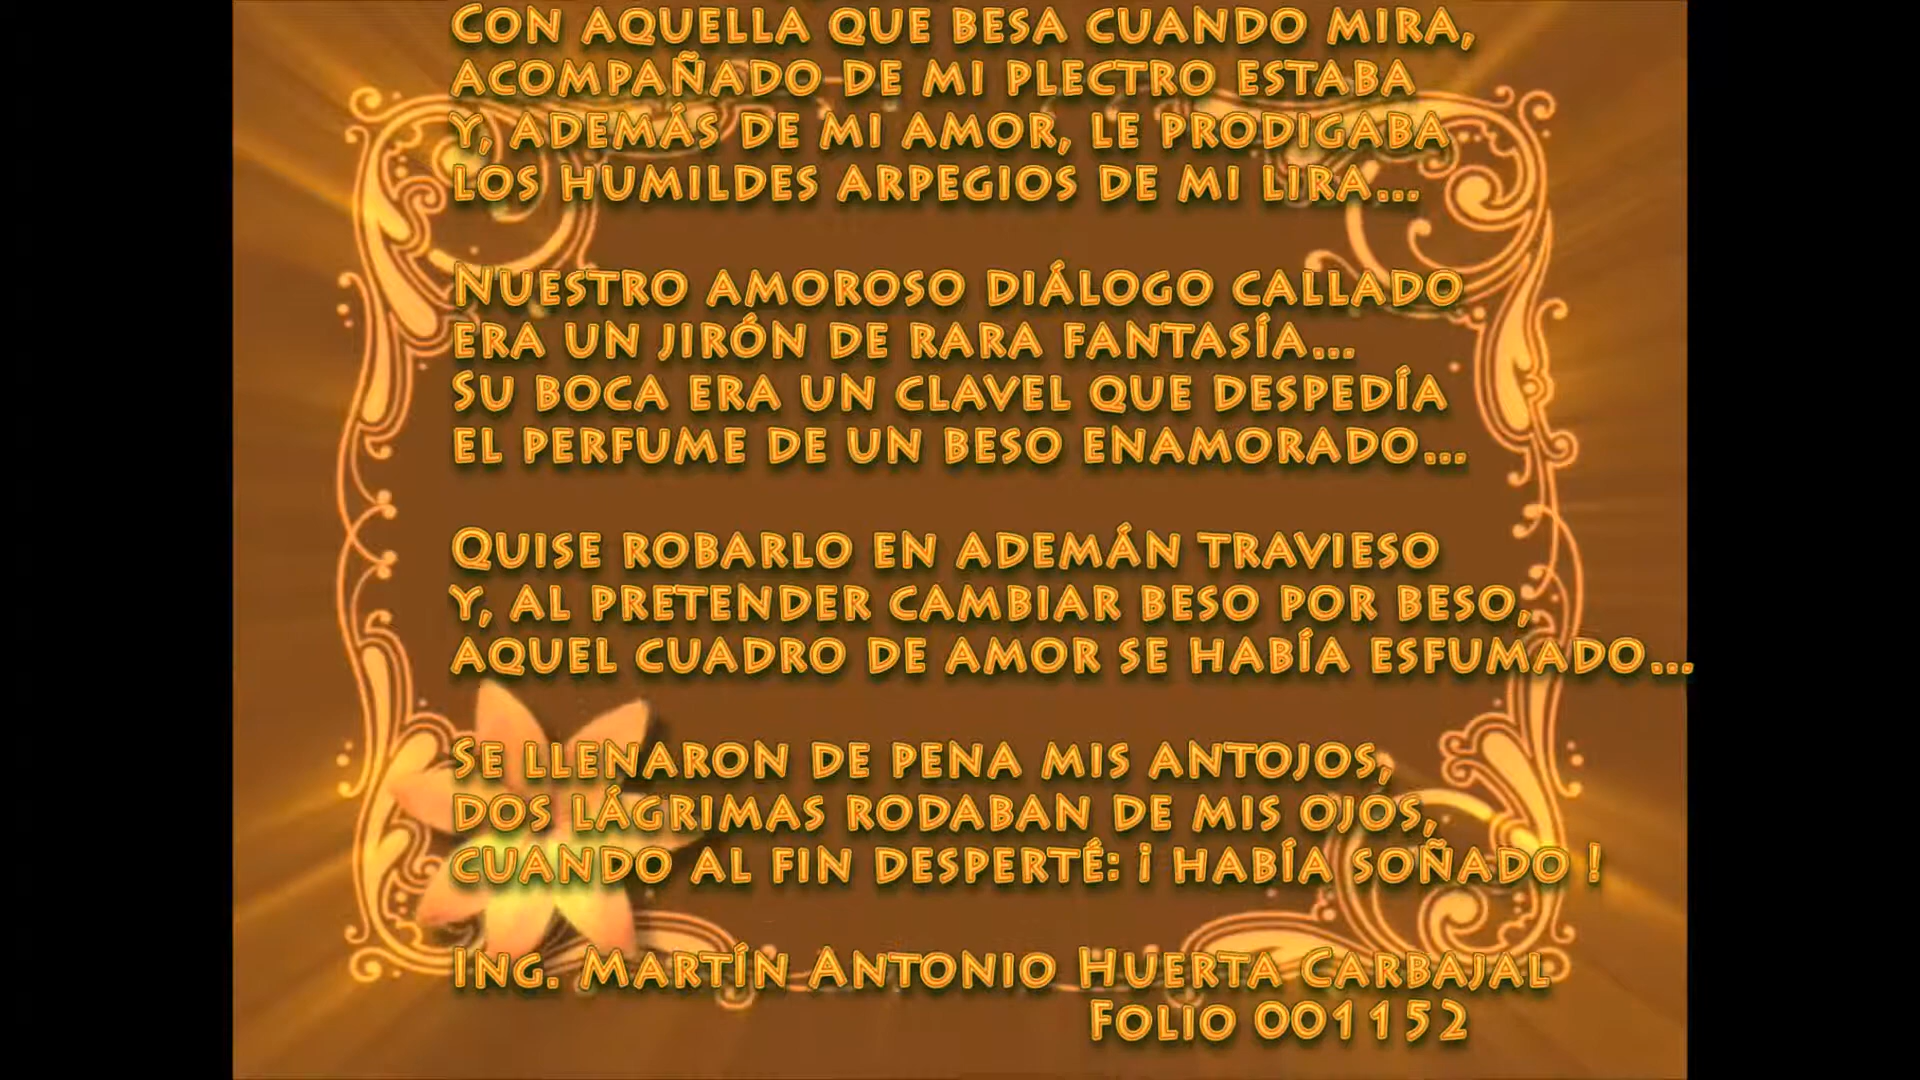 Con aquella que besa cuando mira,
acompañado de mi plectro estaba
y, además de mi amor, le prodigaba
los humildes arpegios de mi lira...
Nuestro amoroso diálogo callado
era un jirón de rara fantasía...
Su boca era un clavel que despedía
el perfume de un beso enamorado...
Quise robarlo en ademán travieso
y, al pretender cambiar beso por beso,
aquel cuadro de amor se había esfumado...
Se llenaron de pena mis antojos,
dos lágrimas rodaban de mis ojos,
cuando al fin desperté: ¡ había soñado !
Ing. Martín Antonio Huerta Carbajal
Folio 001152